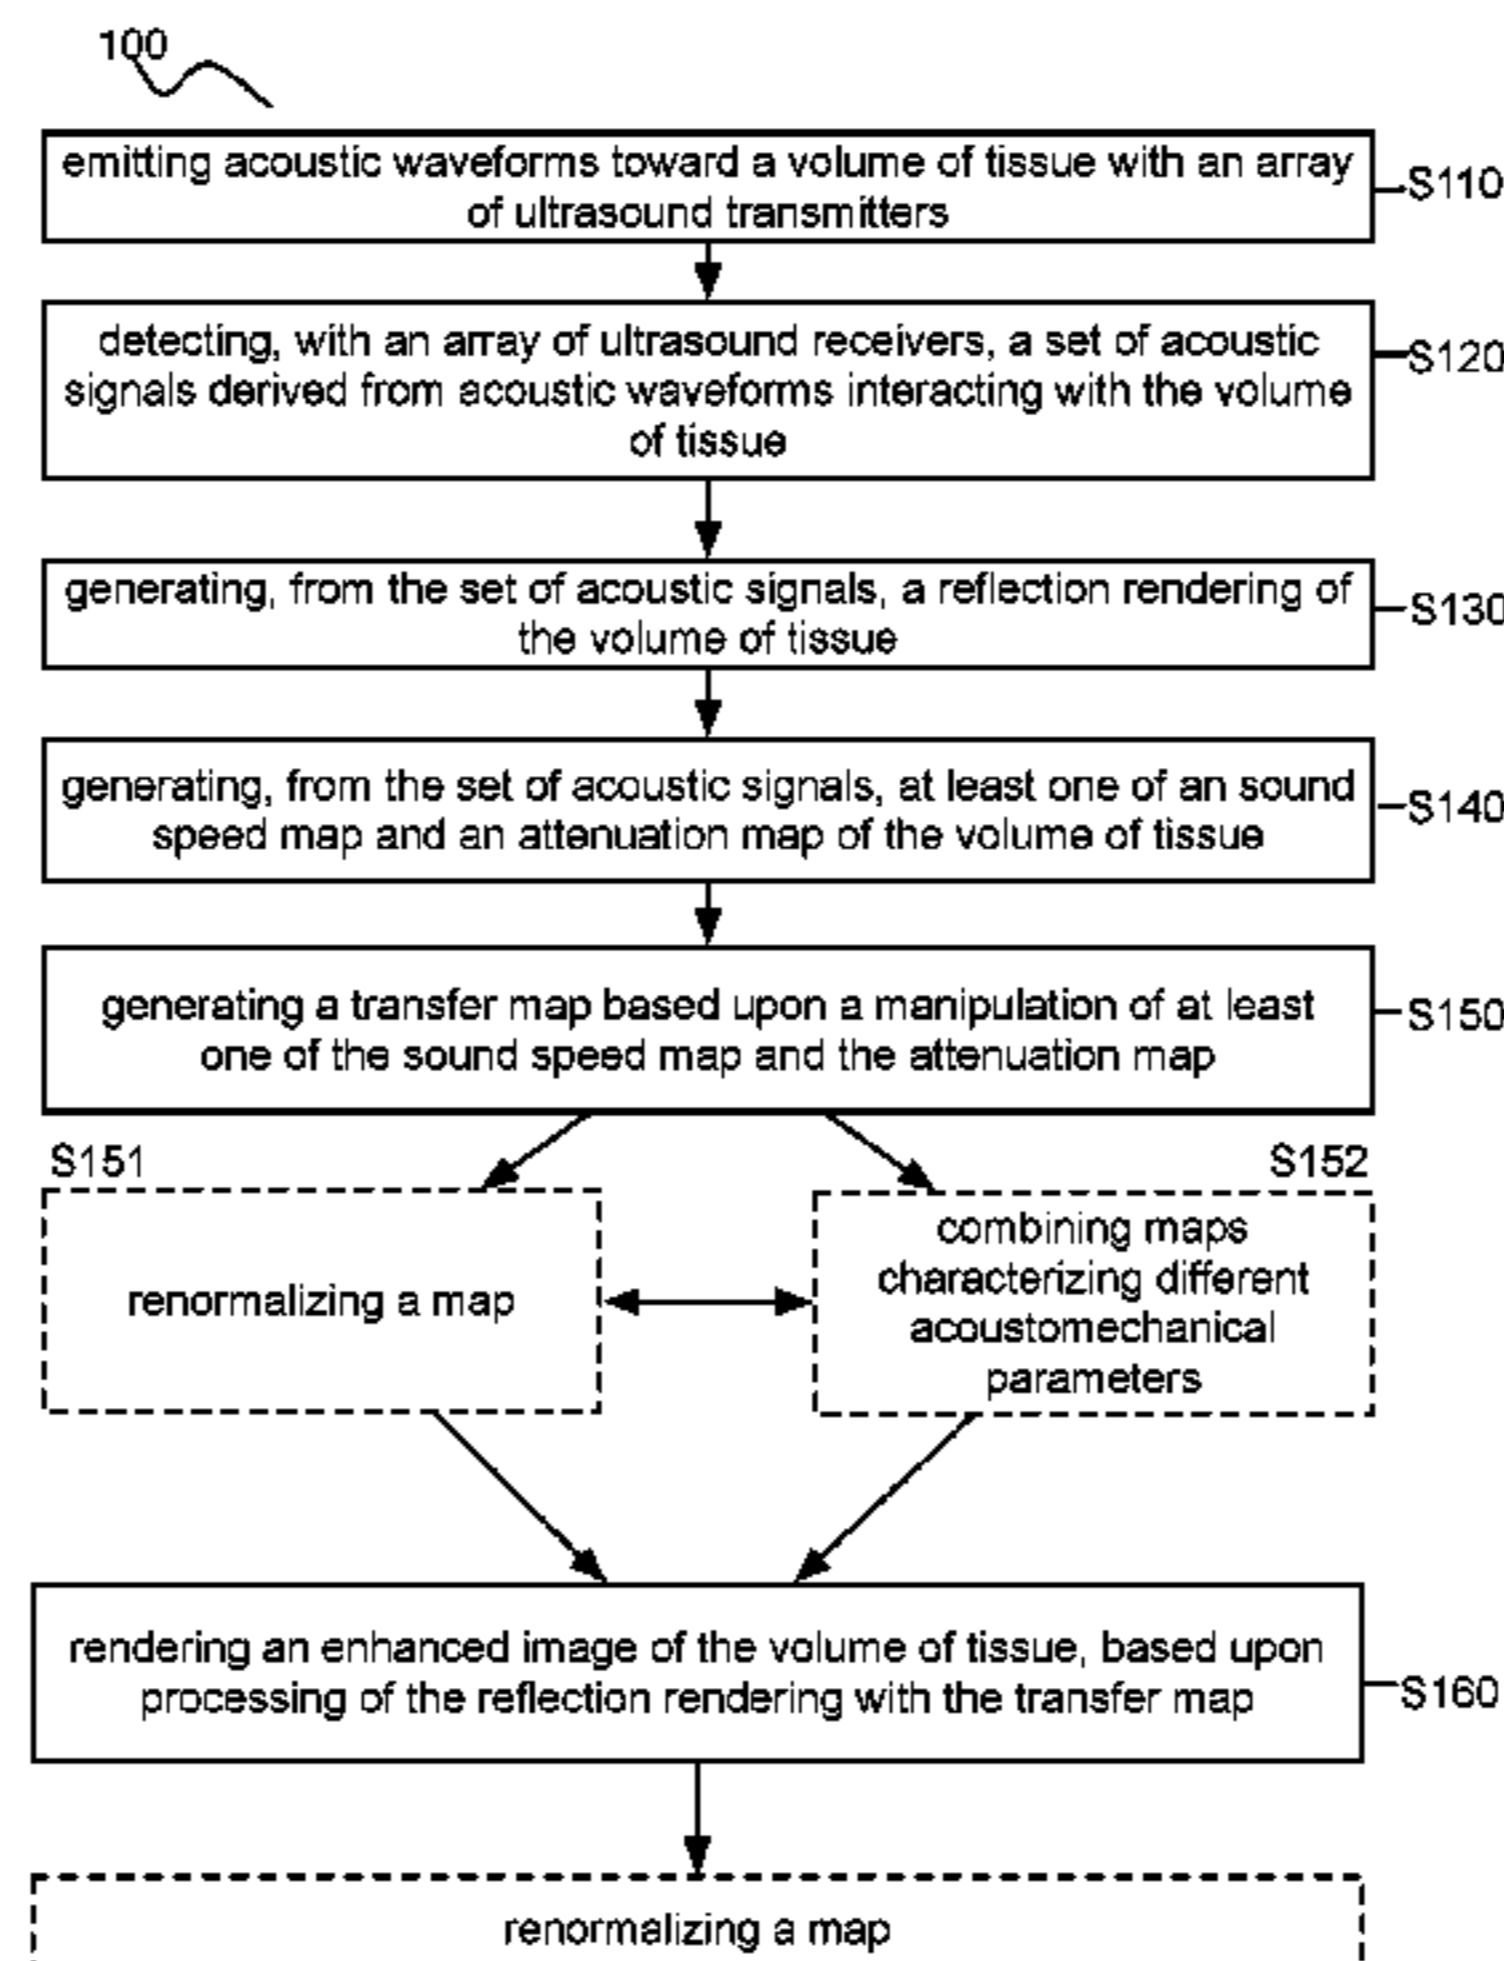 100
emitting acoustic waveforms toward a volume of tissue with an array
of ultrasound transmitters
S110
detecting, with an array of ultrasound receivers, a set of acoustic
signals derived from acoustic waveforms interacting with the volume
of tissue
S120
generating, from the set of acoustic signals, a reflection rendering of
the volume of tissue
S130
generating, from the set of acoustic signals, at least one of an sound
speed map and an attenuation map of the volume of tissue
S140
generating a transfer map based upon a manipulation of at least
one of the sound speed map and the attenuation map
S150
S151
renormalizing a map
S152
combining maps
characterizing different
acoustomechanical
parameters
rendering an enhanced image of the volume of tissue, based upon
processing of the reflection rendering with the transfer map
S160
renormalizing a map